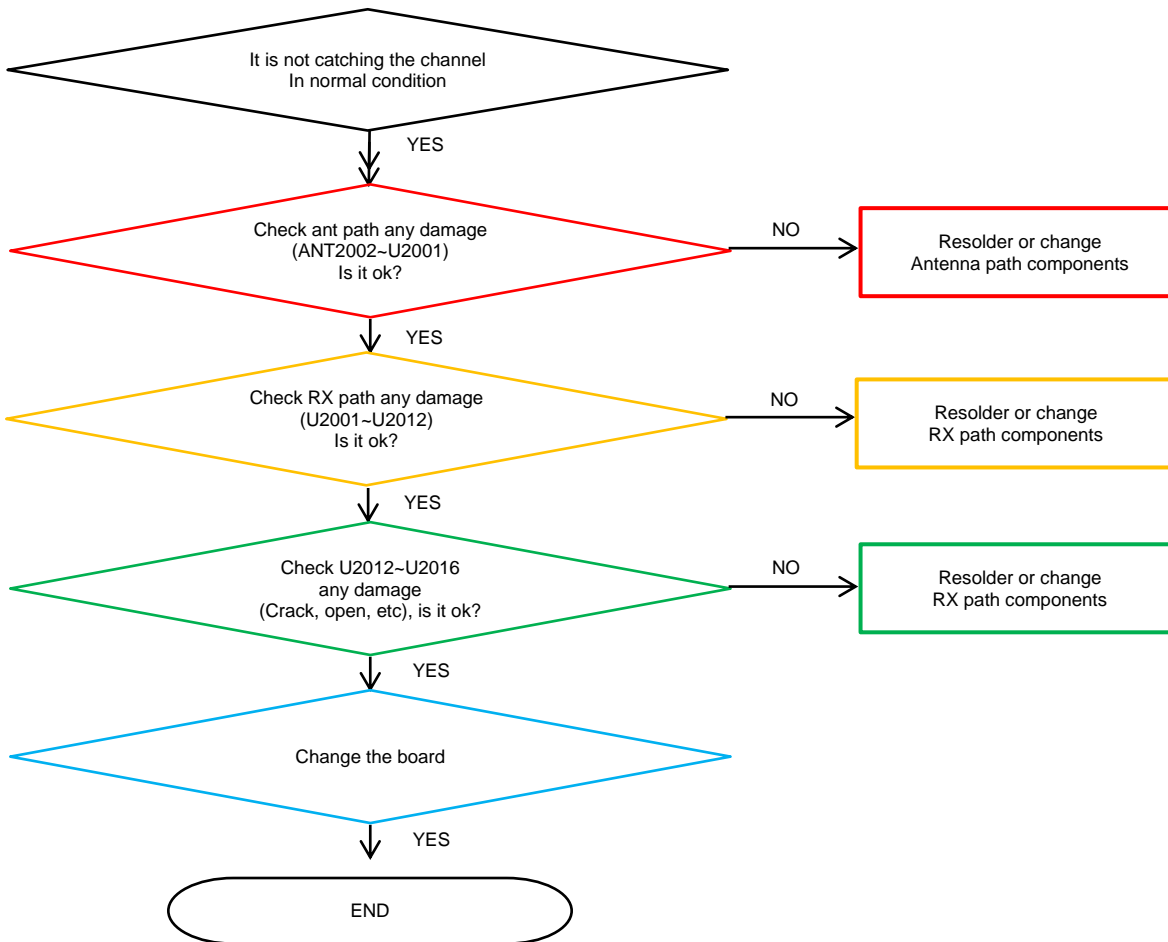 It is not catching the channel
In normal condition
YES
Check ant path any damage
(ANT2002~U2001)
Is it ok?
NO
Resolder or change
Antenna path components
YES
Check RX path any damage
(U2001~U2012)
Is it ok?
NO
Resolder or change
RX path components
YES
Check U2012~U2016
any damage
(Crack, open, etc), is it ok?
NO
Resolder or change
RX path components
YES
Change the board
YES
END